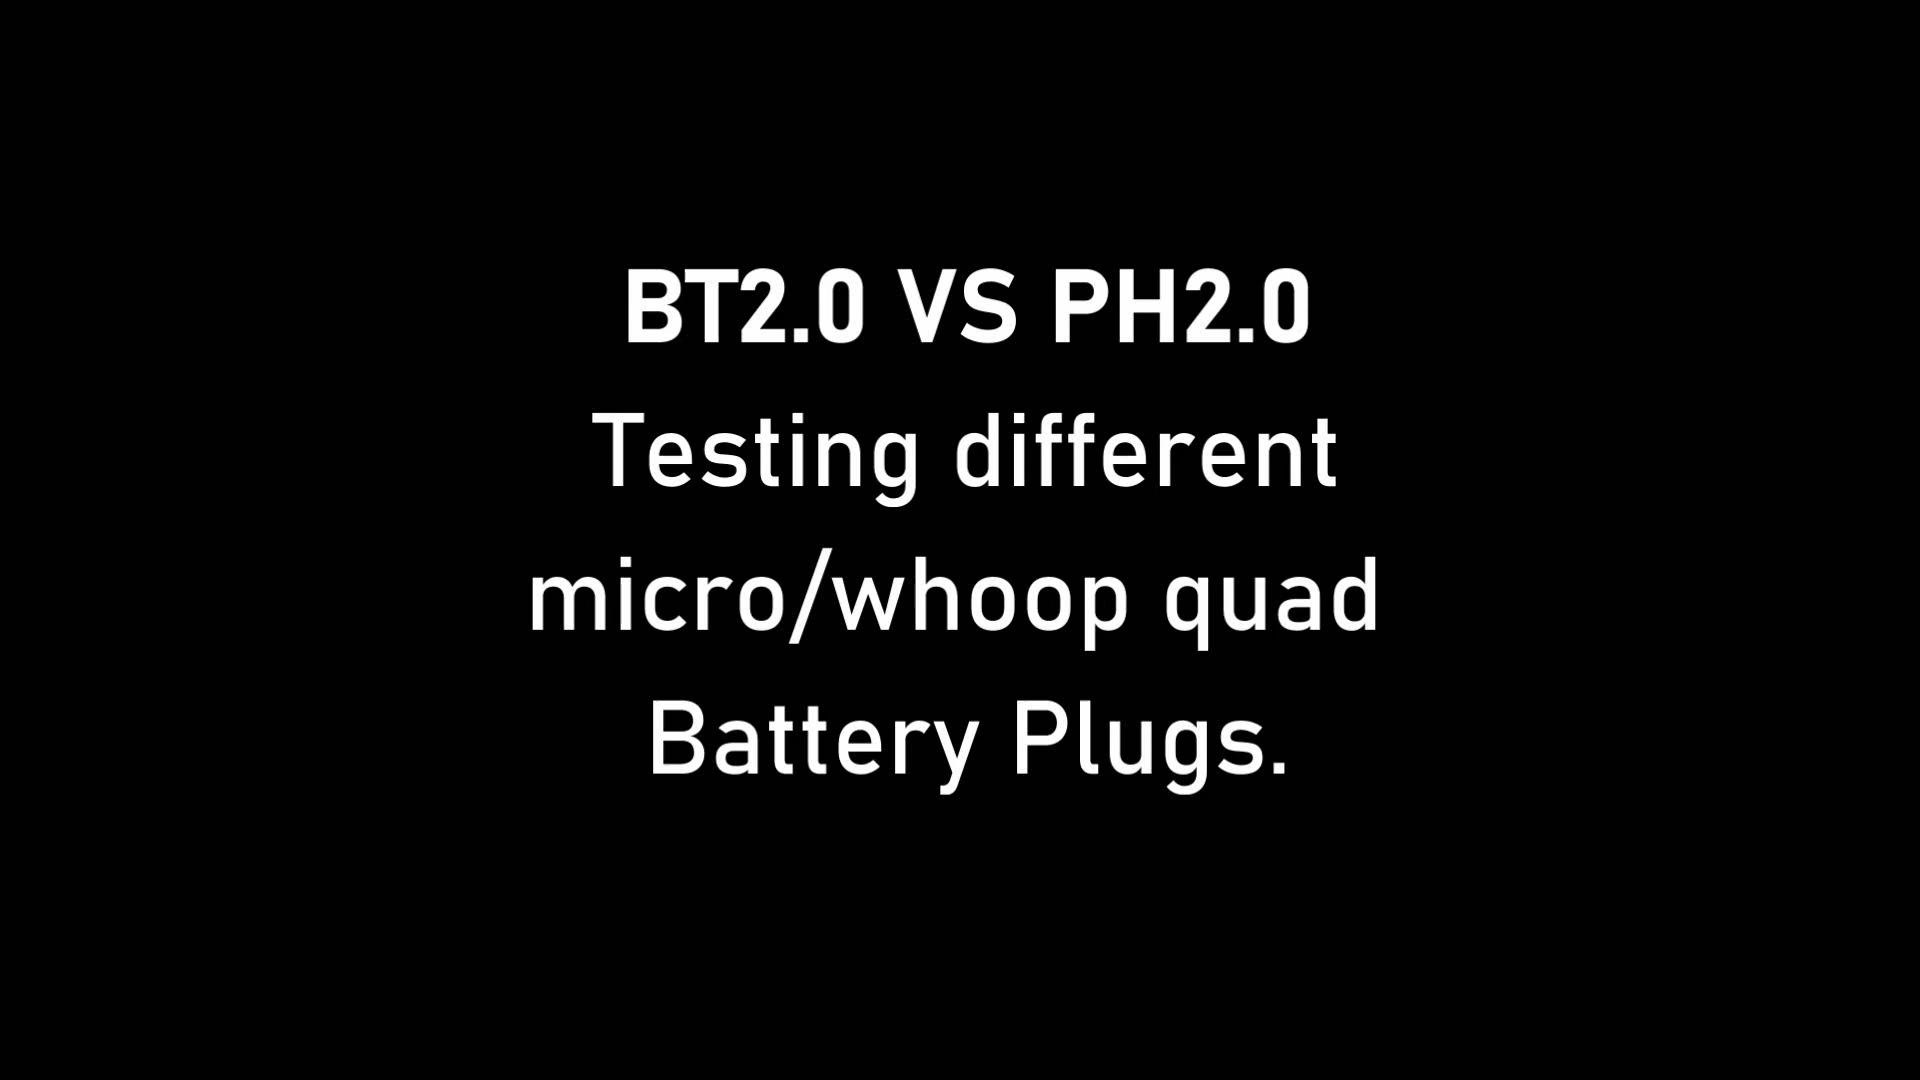 BT2.0 VS PH2.0
Testing different
micro/whoop quad
Battery Plugs.